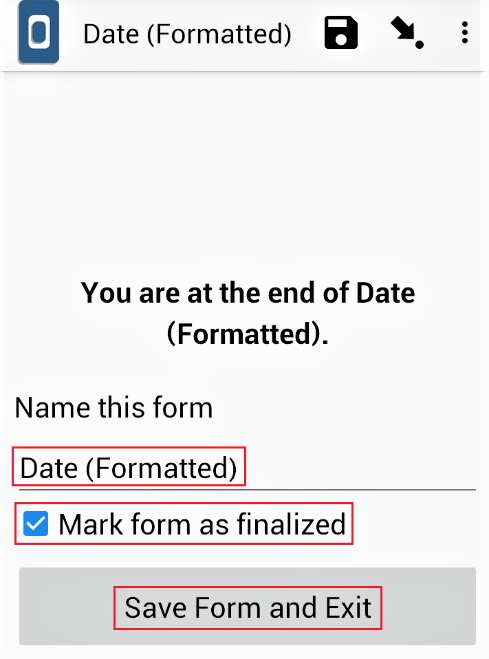 Date (Formatted)
You are at the end of Date
(Formatted).
Name this form
Date (Formatted)
Mark form as finalized
Save Form and Exit